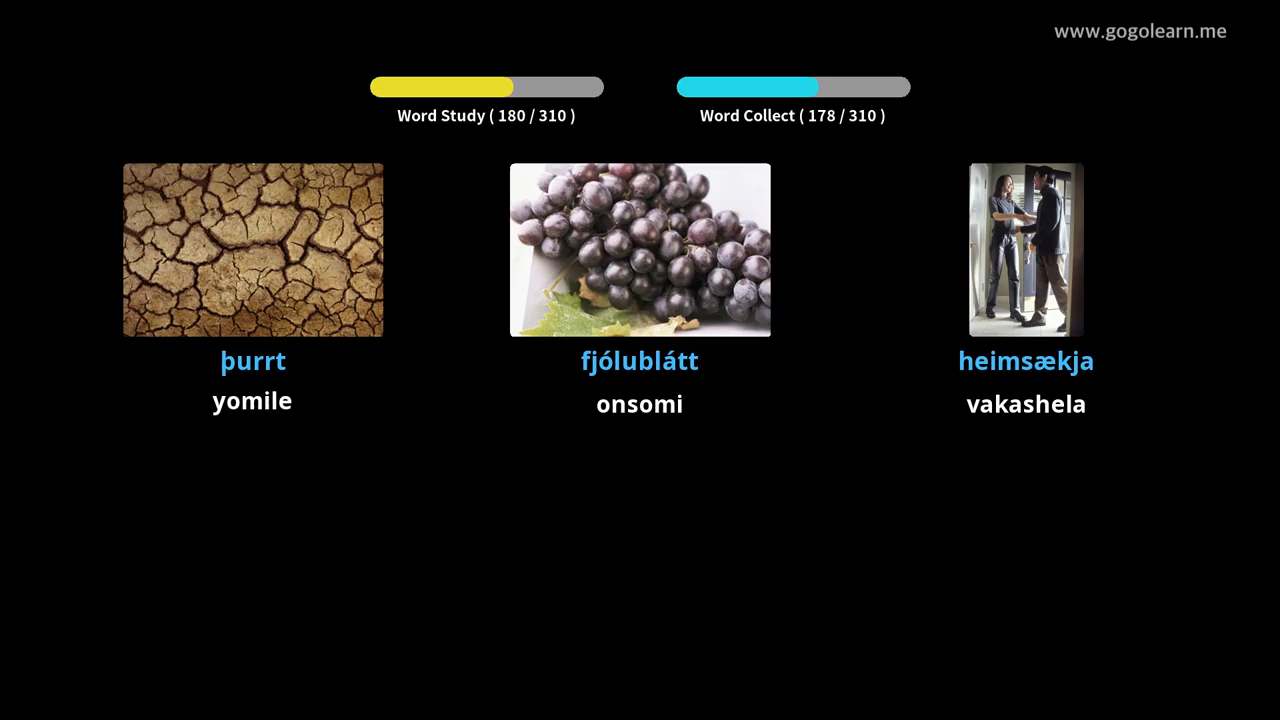 www.gogolearn.me
Word Study ( 180 / 310 )
Word Collect ( 178 / 310 )
þurrt
fjólublátt
heimsækja
yomile
onsomi
vakashela